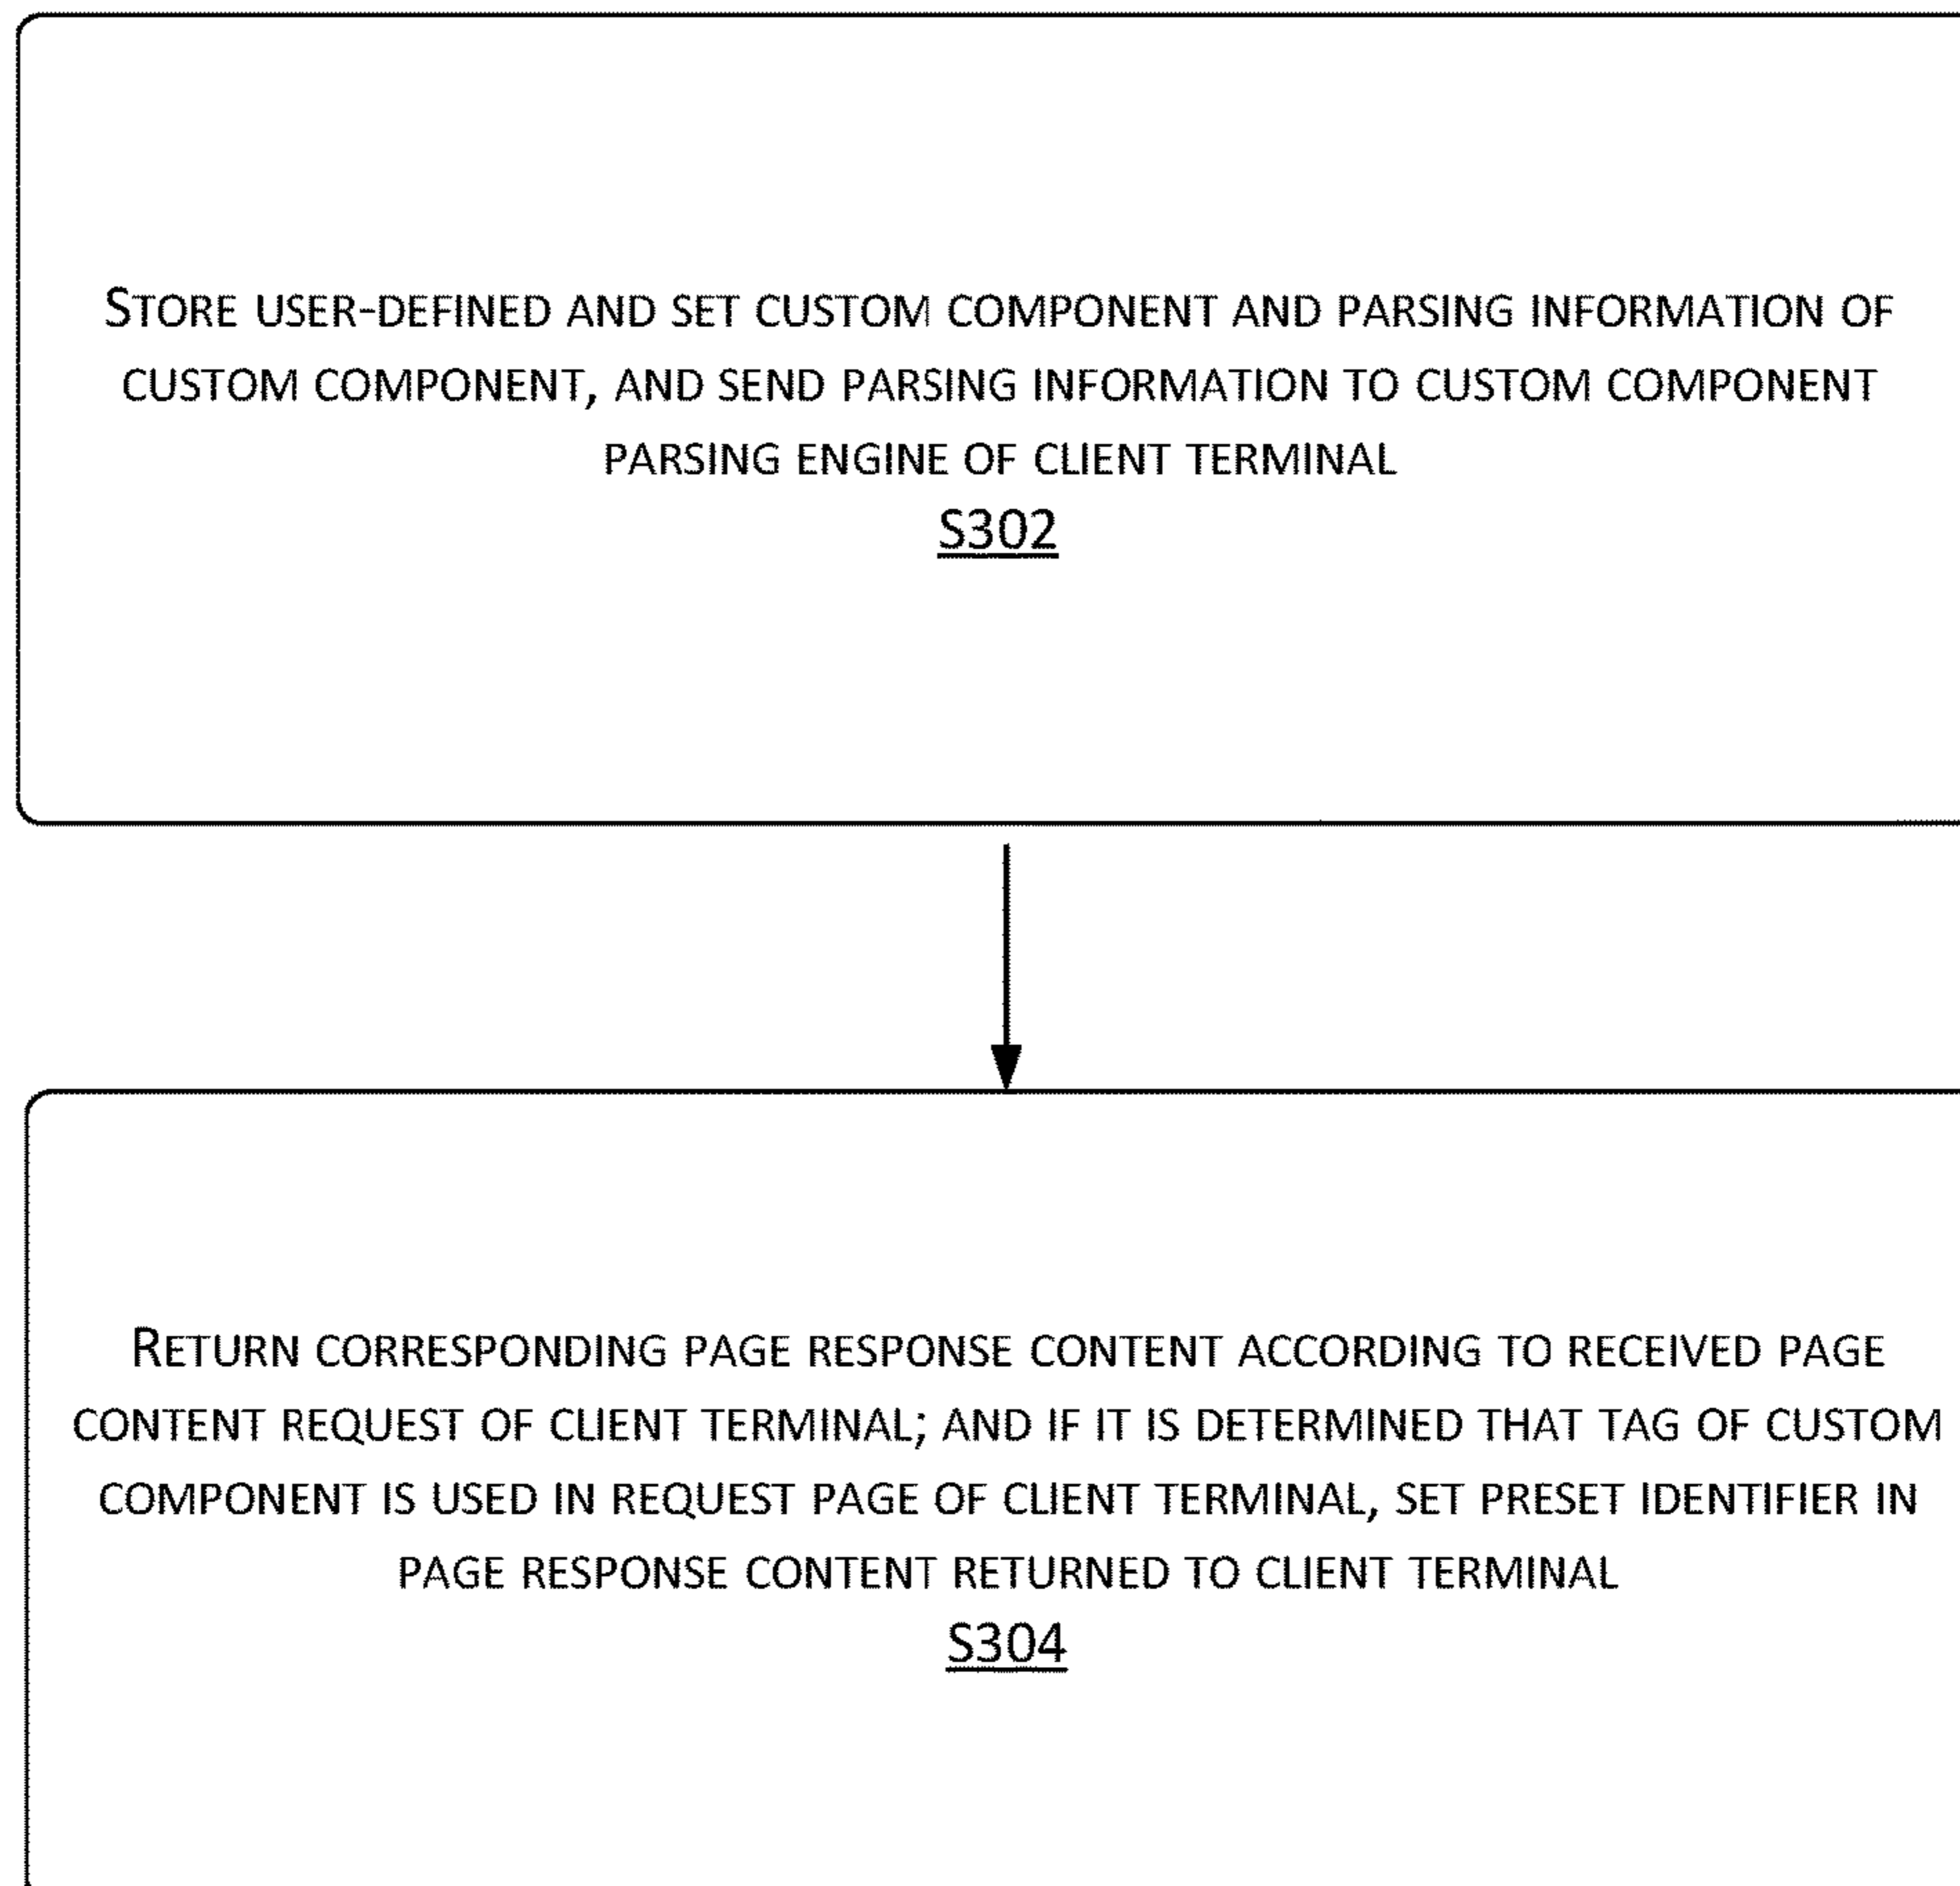 STORE USER-DEFINED AND SET CUSTOM COMPONENT AND PARSING INFORMATION OF
CUSTOM COMPONENT, AND SEND PARSING INFORMATION TO CUSTOM COMPONENT
PARSING ENGINE OF CLIENT TERMINAL
S302
RETURN CORRESPONDING PAGE RESPONSE CONTENT ACCORDING TO RECEIVED PAGE
CONTENT REQUEST OF CLIENT TERMINAL; AND IF IT IS DETERMINED THAT TAG OF CUSTOM
COMPONENT IS USED IN REQUEST PAGE OF CLIENT TERMINAL, SET PRESET IDENTIFIER IN
PAGE RESPONSE CONTENT RETURNED TO CLIENT TERMINAL
S304